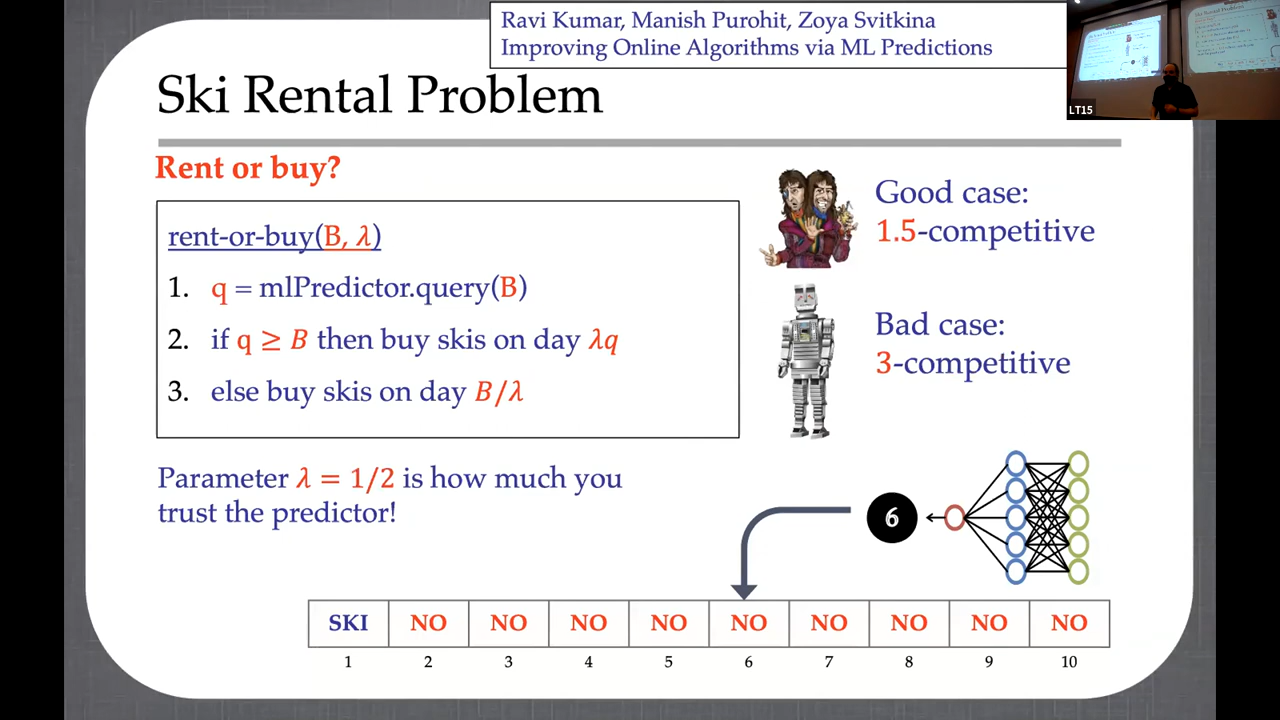 Ravi Kumar, Manish Purohit, Zoya Svitkina
Improving Online Algorithms via ML Predictions
LT15
Ski Rental Problem
Rent or buy?
rent-or-buy(B, λ)
1. q = mlPredictor.query(B)
2. if q ≥ B then buy skis on day λq
3. else buy skis on day B/λ
Good case:
1.5-competitive
Bad case:
3-competitive
Parameter λ = 1/2 is how much you
trust the predictor!
6
SKI NO NO NO NO NO NO NO NO NO
1 2 3 4 5 6 7 8 9 10